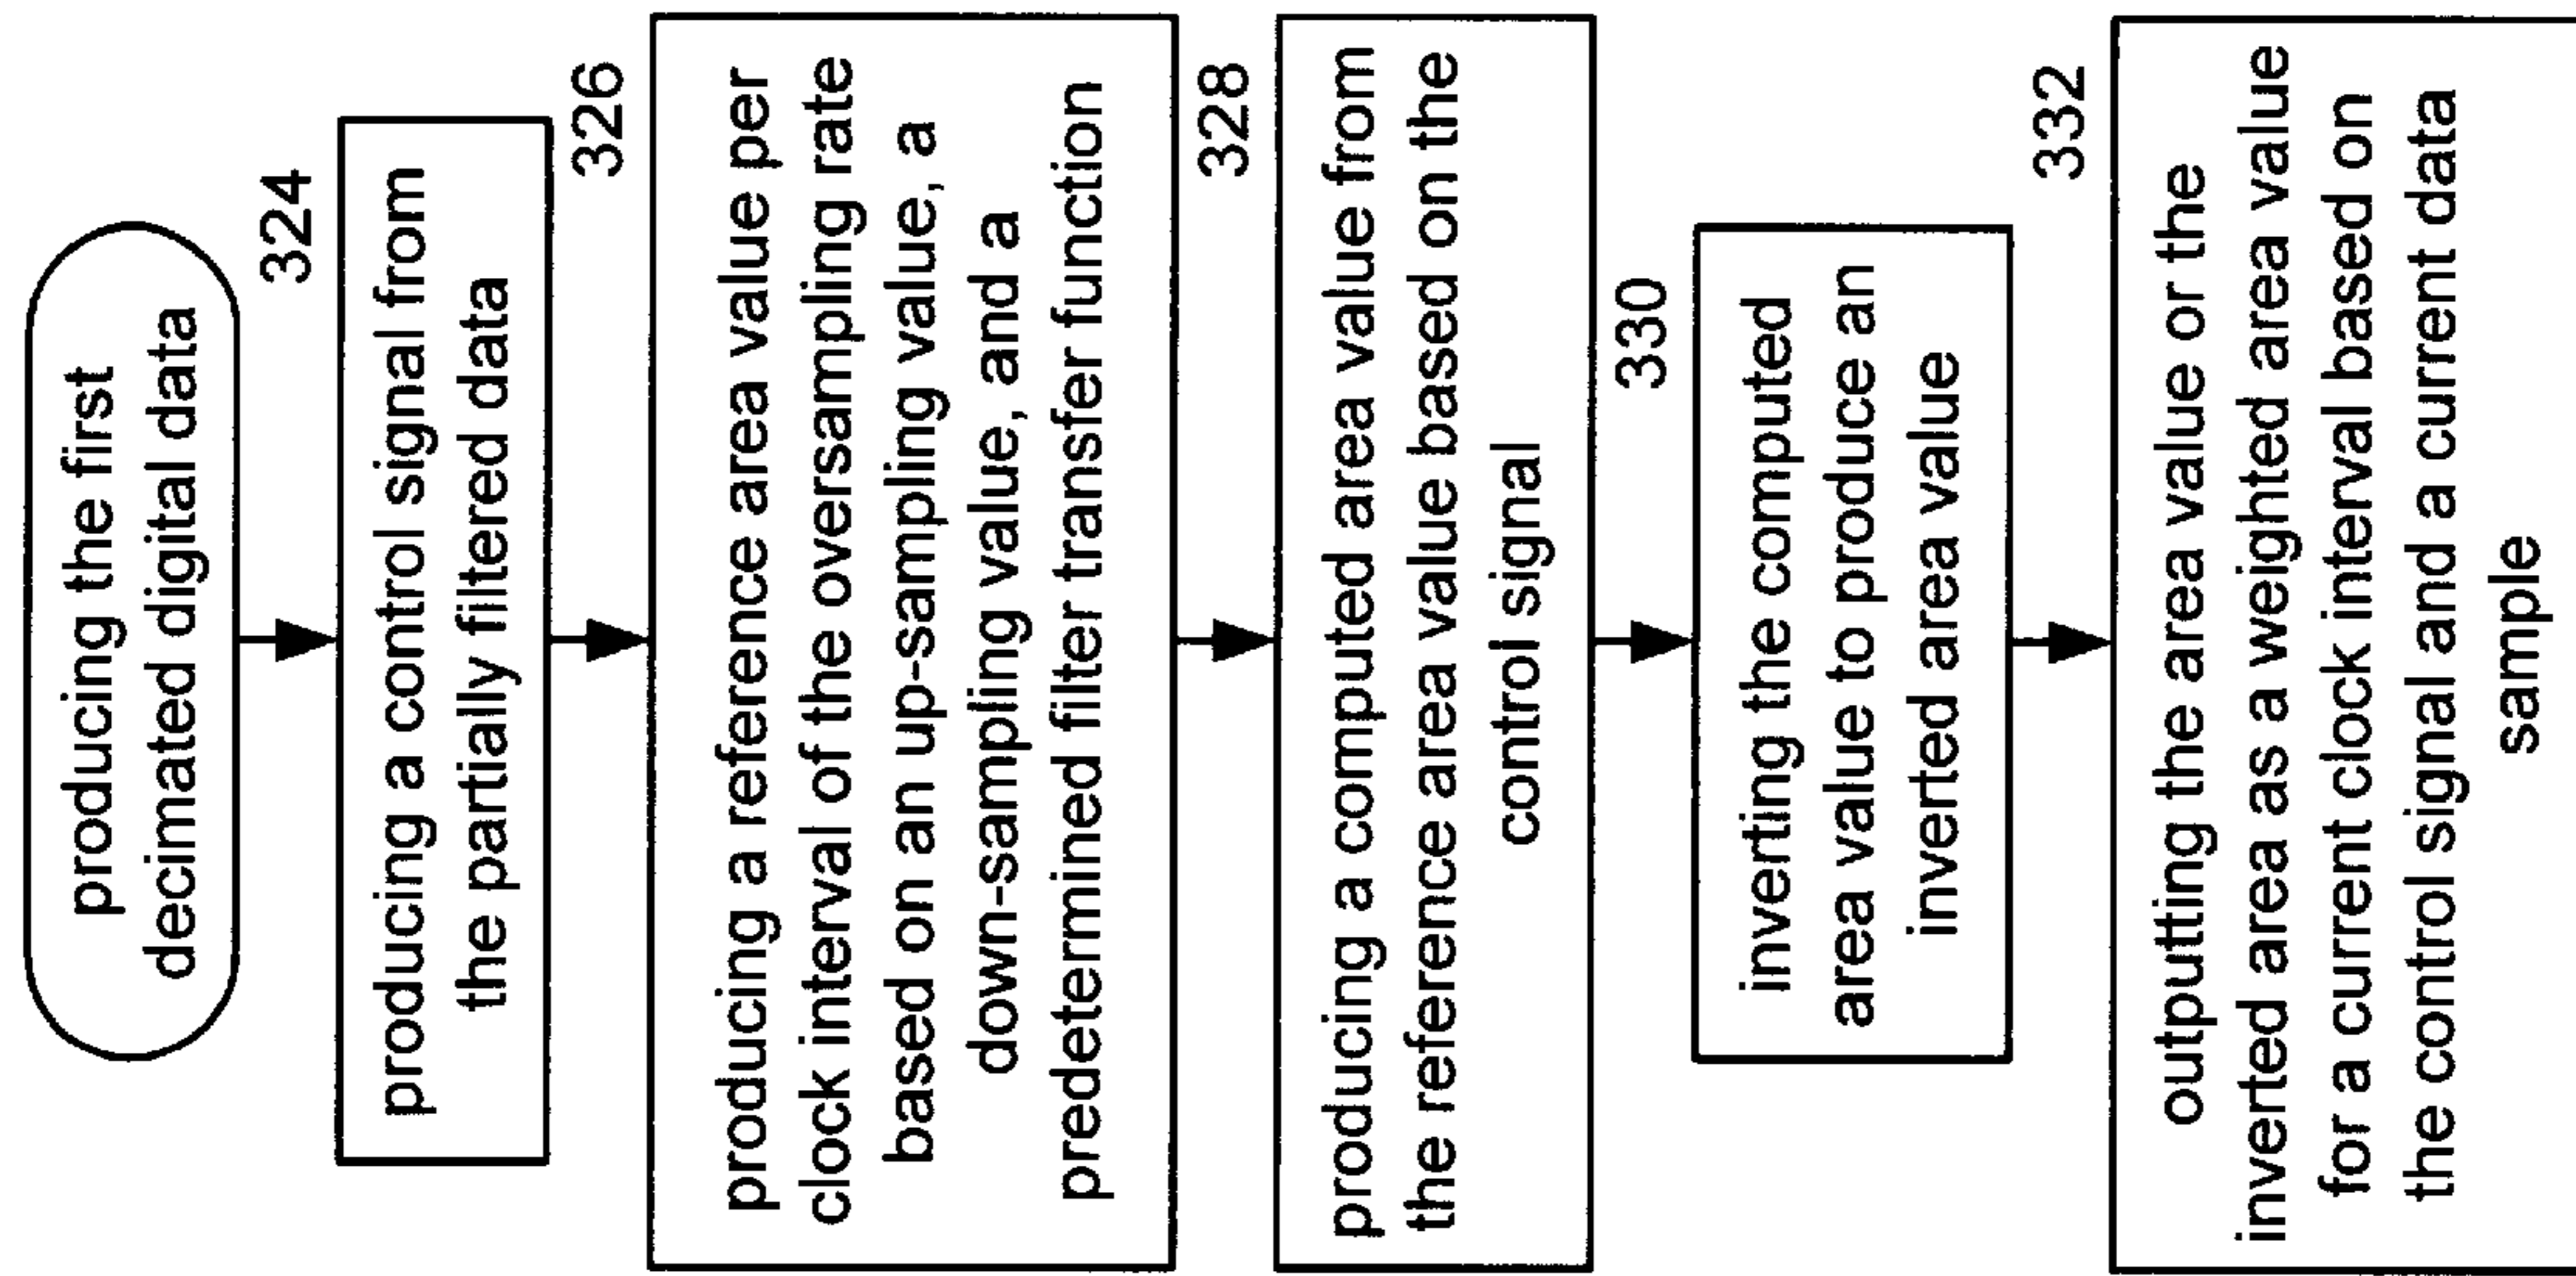 producing the first
decimated digital data
324
producing a control signal from
the partially filtered data
326
producing a reference area value per
clock interval of the oversampling rate
based on an up-sampling value, a
down-sampling value, and a
predetermined filter transfer function
328
producing a computed area value from
the reference area value based on the
control signal
330
inverting the computed
area value to produce an
inverted area value
332
outputting the area value or the
inverted area as a weighted area value
for a current clock interval based on
the control signal and a current data
sample